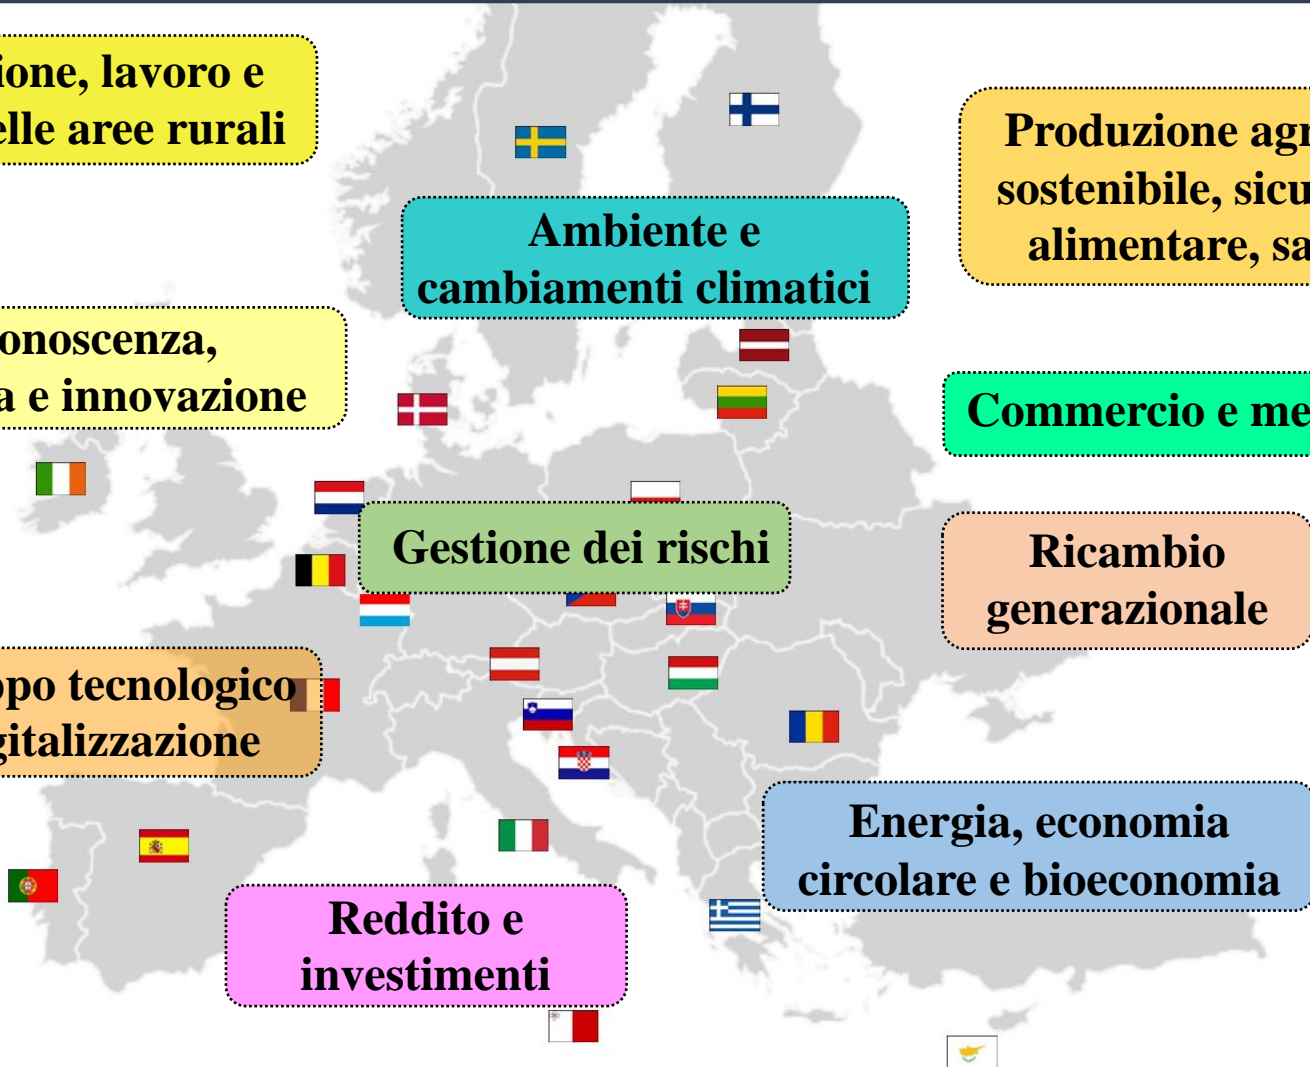 ione, lavoro e
elle aree rurali
Produzione agr
sostenibile, sicu
alimentare, sa
Ambiente e
cambiamenti climatici
onoscenza,
a e innovazione
Commercio e me
Gestione dei rischi
Ricambio
generazionale
ppo tecnologico
gitalizzazione
Energia, economia
circolare e bioeconomia
Reddito e
investimenti